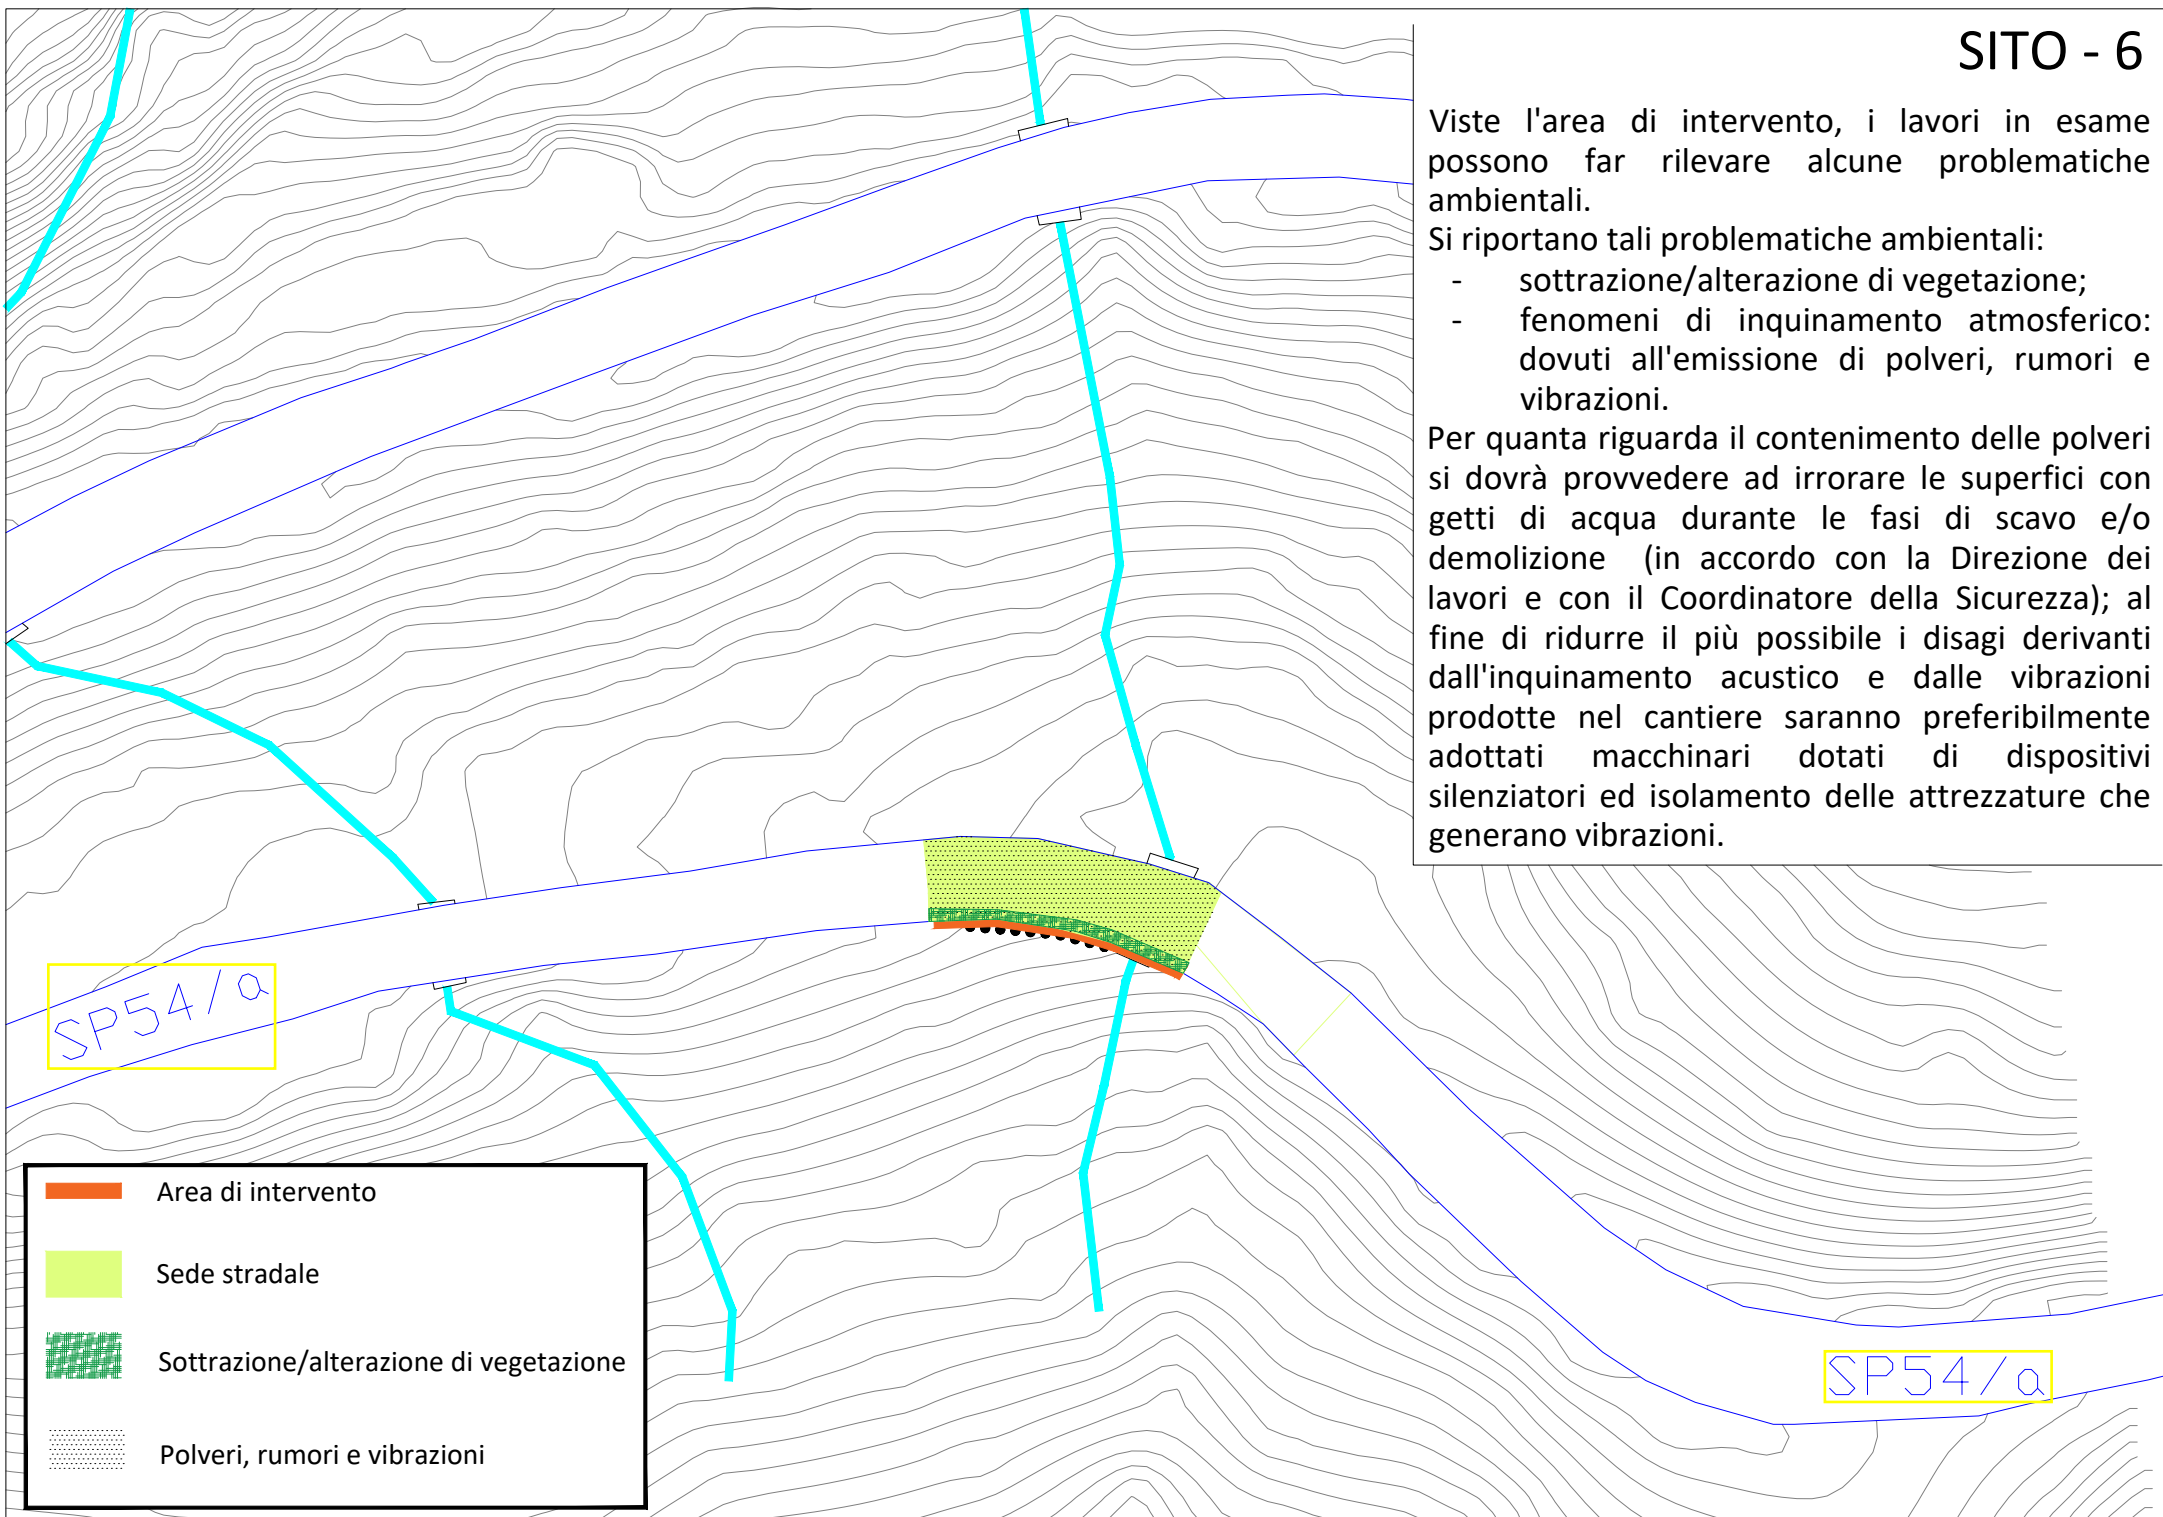 SITO - 6
Viste l'area di intervento, i lavori in esame
possono far rilevare alcune problematiche
ambientali.
Si riportano tali problematiche ambientali:
- sottrazione/alterazione di vegetazione;
- fenomeni di inquinamento atmosferico:
dovuti all'emissione di polveri, rumori e
vibrazioni.
Per quanta riguarda il contenimento delle polveri
si dovrà provvedere ad irrorare le superfici con
getti di acqua durante le fasi di scavo e/o
demolizione (in accordo con la Direzione dei
lavori e con il Coordinatore della Sicurezza); al
fine di ridurre il più possibile i disagi derivanti
dall'inquinamento acustico e dalle vibrazioni
prodotte nel cantiere saranno preferibilmente
adottati macchinari dotati di dispositivi
silenziatori ed isolamento delle attrezzature che
generano vibrazioni.
SP54/a
Area di intervento
Sede stradale
Sottrazione/alterazione di vegetazione
Polveri, rumori e vibrazioni
SP54/a